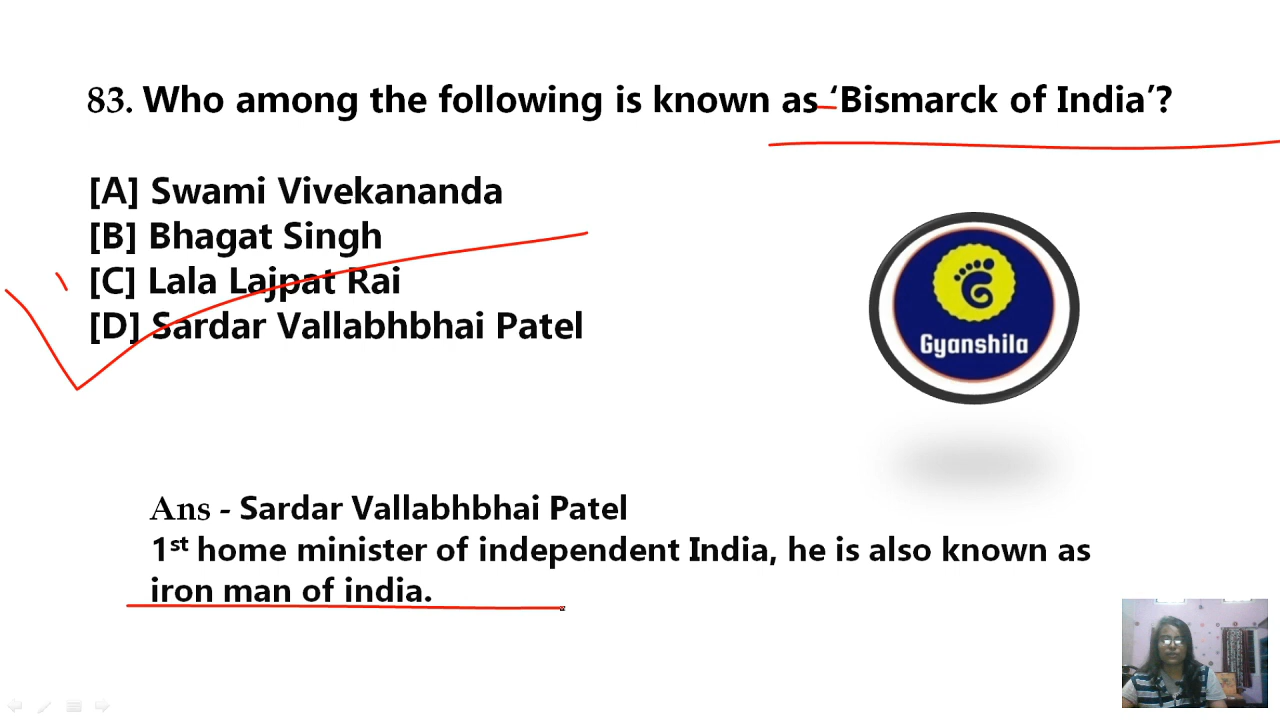 83. Who among the following is known as ‘Bismarck of India’?
[A] Swami Vivekananda
[B] Bhagat Singh
[C] Lala Lajpat Rai
[D] Sardar Vallabhbhai Patel
Gyanshila
Ans - Sardar Vallabhbhai Patel
1st home minister of independent India, he is also known as
iron man of india.